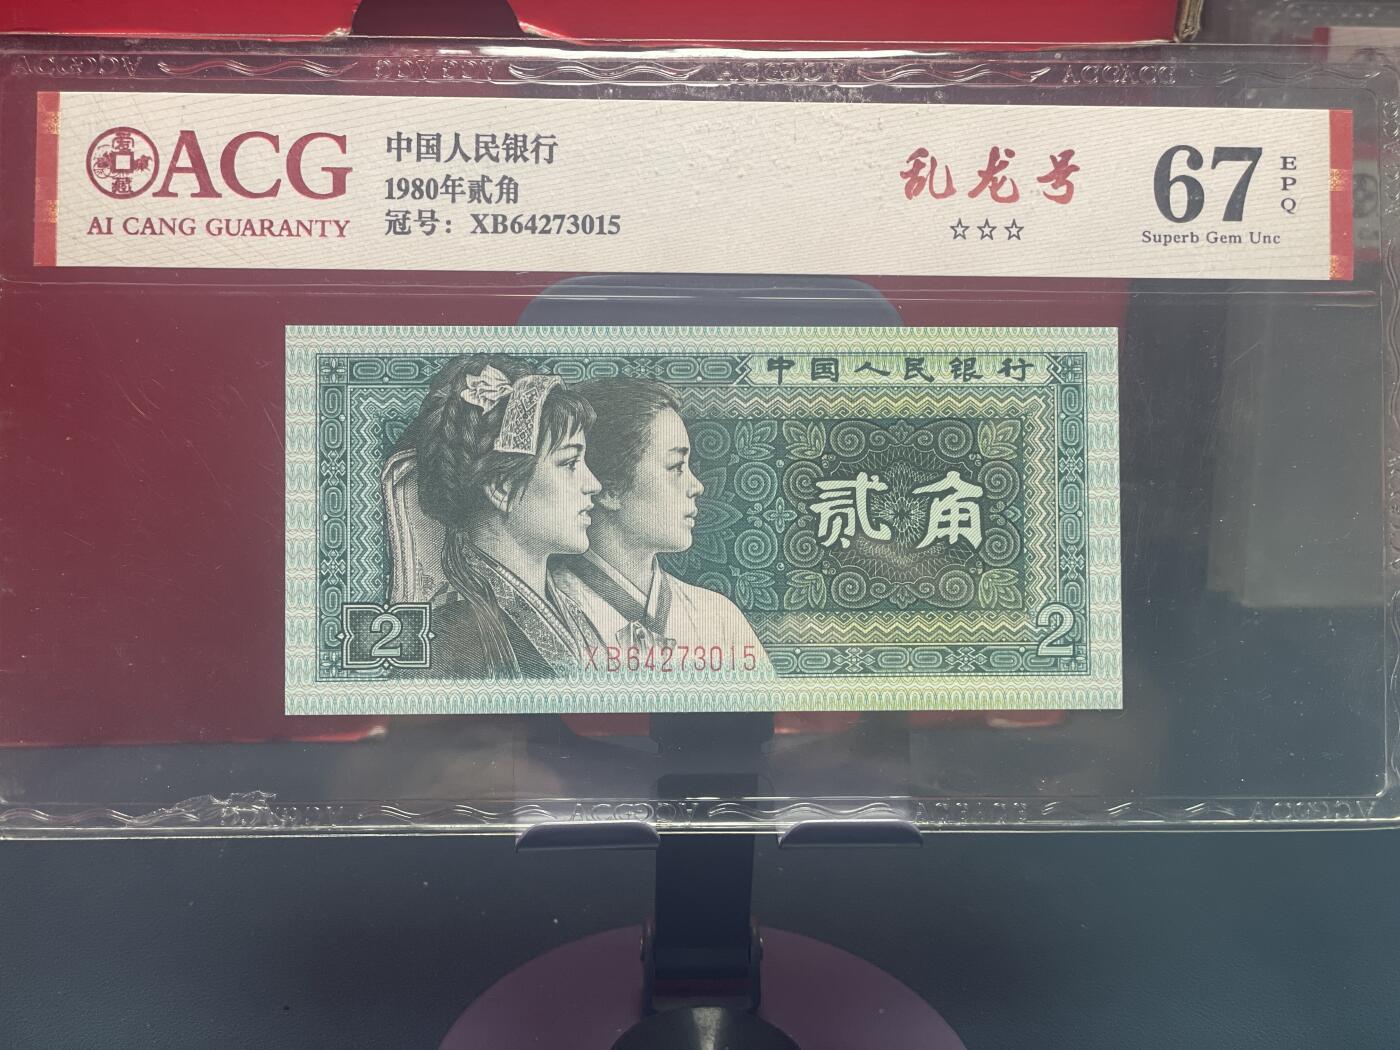 ACG
AI CANG GUARANTY
中国人民银行
1980年贰角
冠号：XB64273015
乱龙号
☆☆☆
67
EPQ
Superb Gem Unc
中国人民银行
贰角
2
2
XB64273015